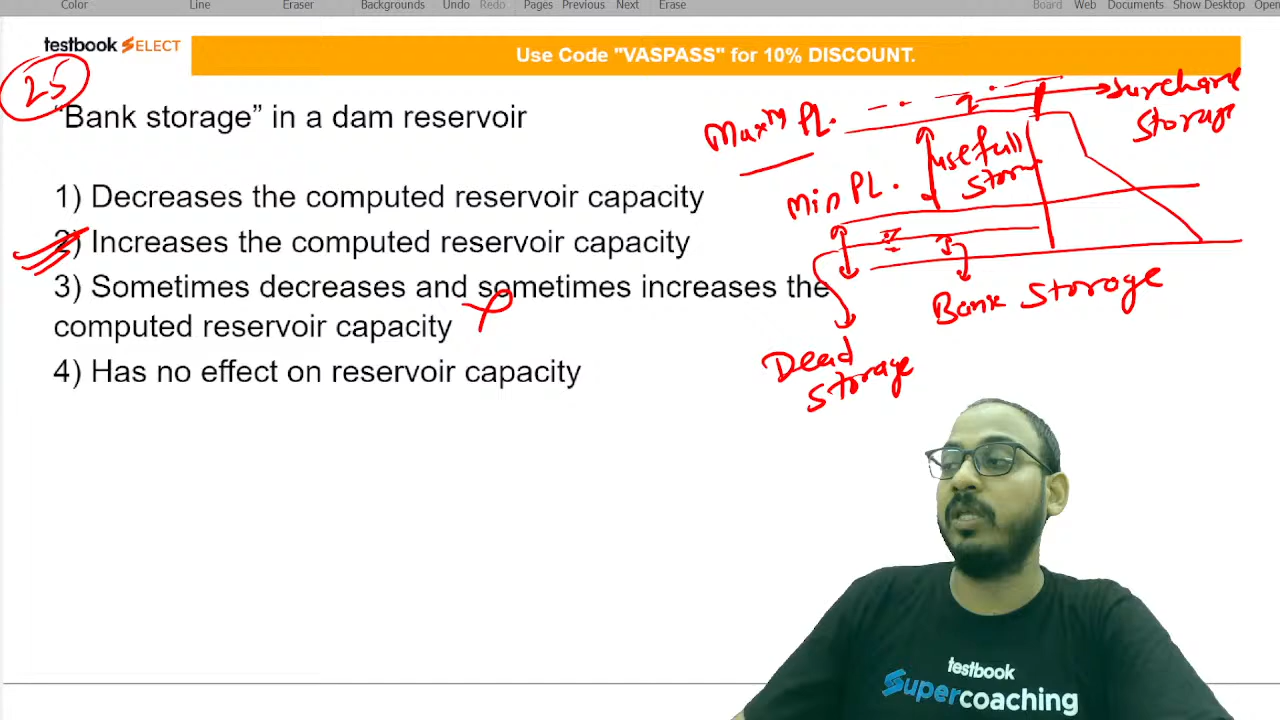 Color Line Eraser Backgrounds Undo Redo Pages Previous Next Erase Board Web Documents Show Desktop Open
testbook SELECT
Use Code "VASPASS" for 10% DISCOUNT.
25
“Bank storage” in a dam reservoir
1) Decreases the computed reservoir capacity
2) Increases the computed reservoir capacity
3) Sometimes decreases and sometimes increases the
computed reservoir capacity
4) Has no effect on reservoir capacity
Maxm PL.
Surcharge
Storage
usefull
Min PL.
Bank Storage
Dead
Storage
testbook
Supercoaching